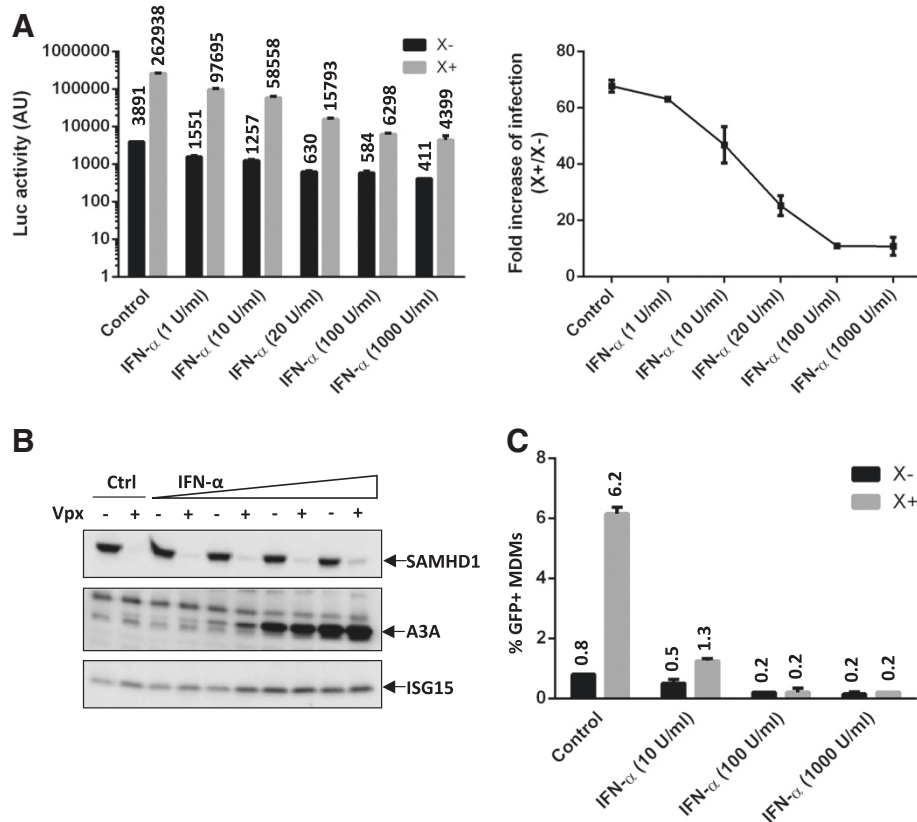 A
Luc activity (AU)
1000000
100000
10000
1000
100
10
1
3891
262938
1551
97695
1257
58558
630
15793
584
6298
411
4399
X-
X+
Control
IFN-α (1 U/ml)
IFN-α (10 U/ml)
IFN-α (20 U/ml)
IFN-α (100 U/ml)
IFN-α (1000 U/ml)
Fold increase of infection
(X+/X-)
80
60
40
20
0
Control
IFN-α (1 U/ml)
IFN-α (10 U/ml)
IFN-α (20 U/ml)
IFN-α (100 U/ml)
IFN-α (1000 U/ml)
B
Ctrl IFN-α
Vpx - + - + - + - + - +
SAMHD1
A3A
ISG15
C
% GFP+ MDMs
8
6
4
2
0
0.8
6.2
0.5
1.3
0.2
0.2
0.2
0.2
X-
X+
Control
IFN-α (10 U/ml)
IFN-α (100 U/ml)
IFN-α (1000 U/ml)